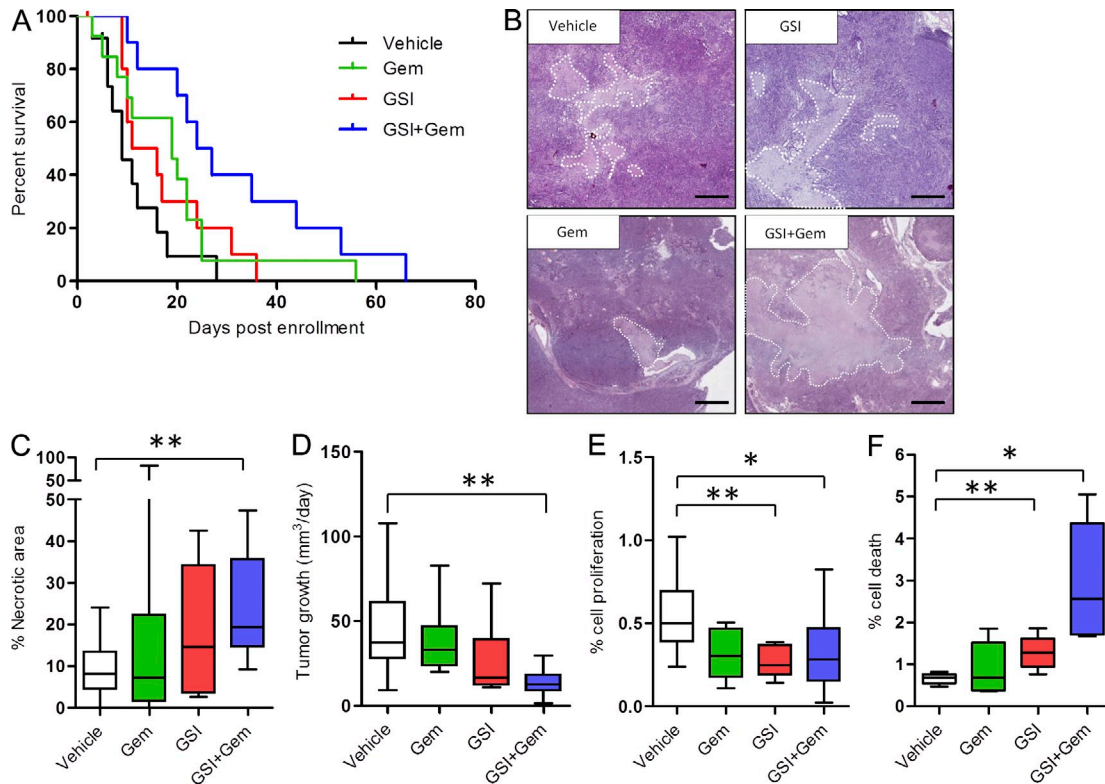 A
Percent survival
100
80
60
40
20
0
0 20 40 60 80
Days post enrollment
Vehicle
Gem
GSI
GSI+Gem
B
Vehicle
GSI
Gem
GSI+Gem
C
**
% Necrotic area
100
50
50
40
30
20
10
0
Vehicle
Gem
GSI
GSI+Gem
D
**
Tumor growth (mm³/day)
150
100
50
0
Vehicle
Gem
GSI
GSI+Gem
E
*
**
% cell proliferation
1.5
1.0
0.5
0.0
Vehicle
Gem
GSI
GSI+Gem
F
*
**
% cell death
6
5
4
3
2
1
0
Vehicle
Gem
GSI
GSI+Gem